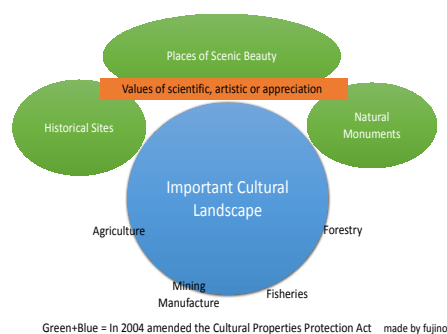 Places of Scenic Beauty
Values of scientific, artistic or appreciation
Historical Sites
Natural
Monuments
Important Cultural
Landscape
Agriculture
Forestry
Mining
Manufacture
Fisheries
Green+Blue = In 2004 amended the Cultural Properties Protection Act made by fujino